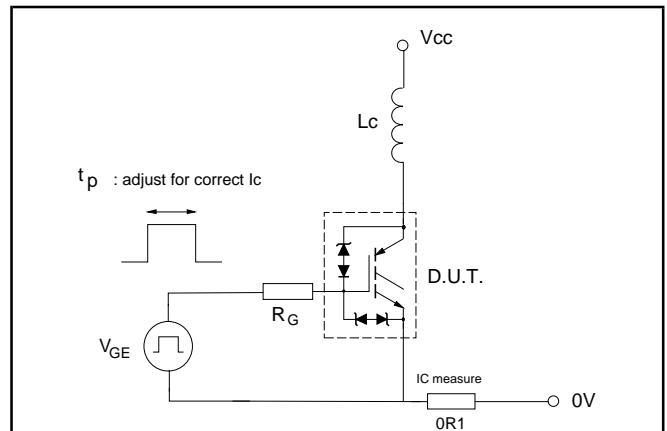 Vcc
Lc
tp : adjust for correct Ic
D.U.T.
RG
VGE
IC measure
0V
0R1